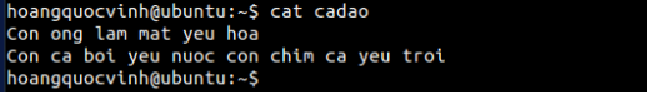 hoangquocvinh@ubuntu:~$ cat cadao
Con ong lam mat yeu hoa
Con ca boi yeu nuoc con chim ca yeu troi
hoangquocvinh@ubuntu:~$